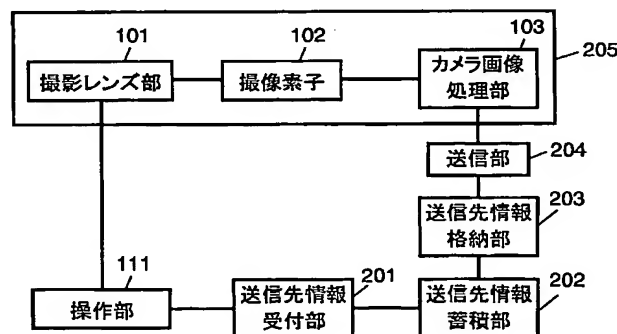 101
102
103
205
撮影レンズ部
撮像素子
カメラ画像
処理部
送信部
204
送信先情報
格納部
203
111
操作部
201
送信先情報
受付部
送信先情報
蓄積部
202